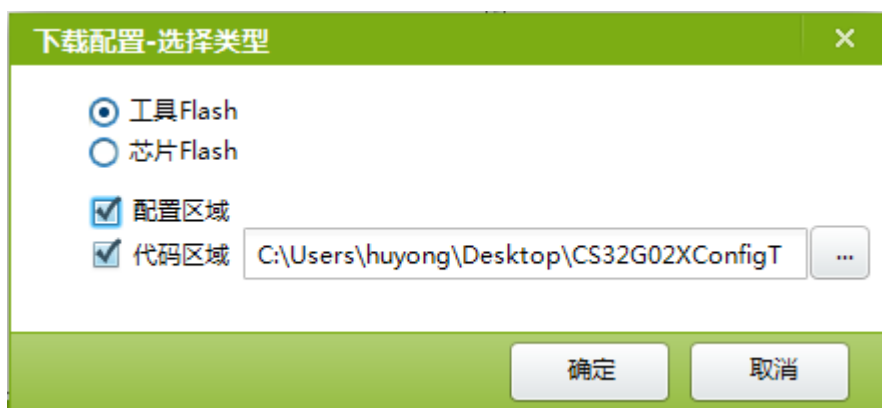 下载配置-选择类型
工具Flash
芯片Flash
配置区域
代码区域 C:\Users\huyong\Desktop\CS32G02XConfigT ...
确定 取消